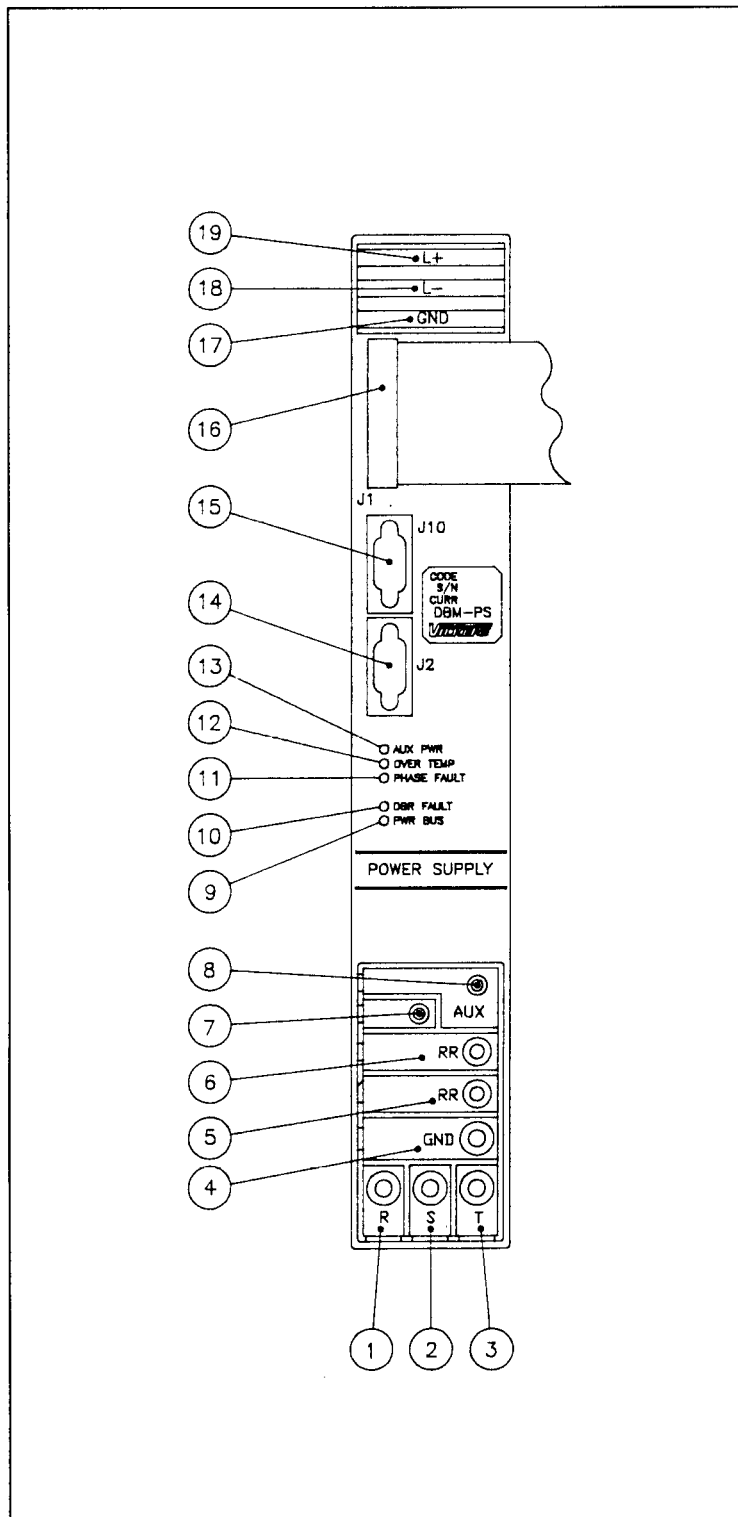 19
L+
18
L-
17
GND
16
J1
15
J10
14
CODE
S/N
CURR
DBM-PS
VICKERS
J2
13
AUX PWR
12
OVER TEMP
11
PHASE FAULT
10
DBR FAULT
9
PWR BUS
POWER SUPPLY
8
AUX
7
6
RR
5
RR
4
GND
R
S
T
1
2
3